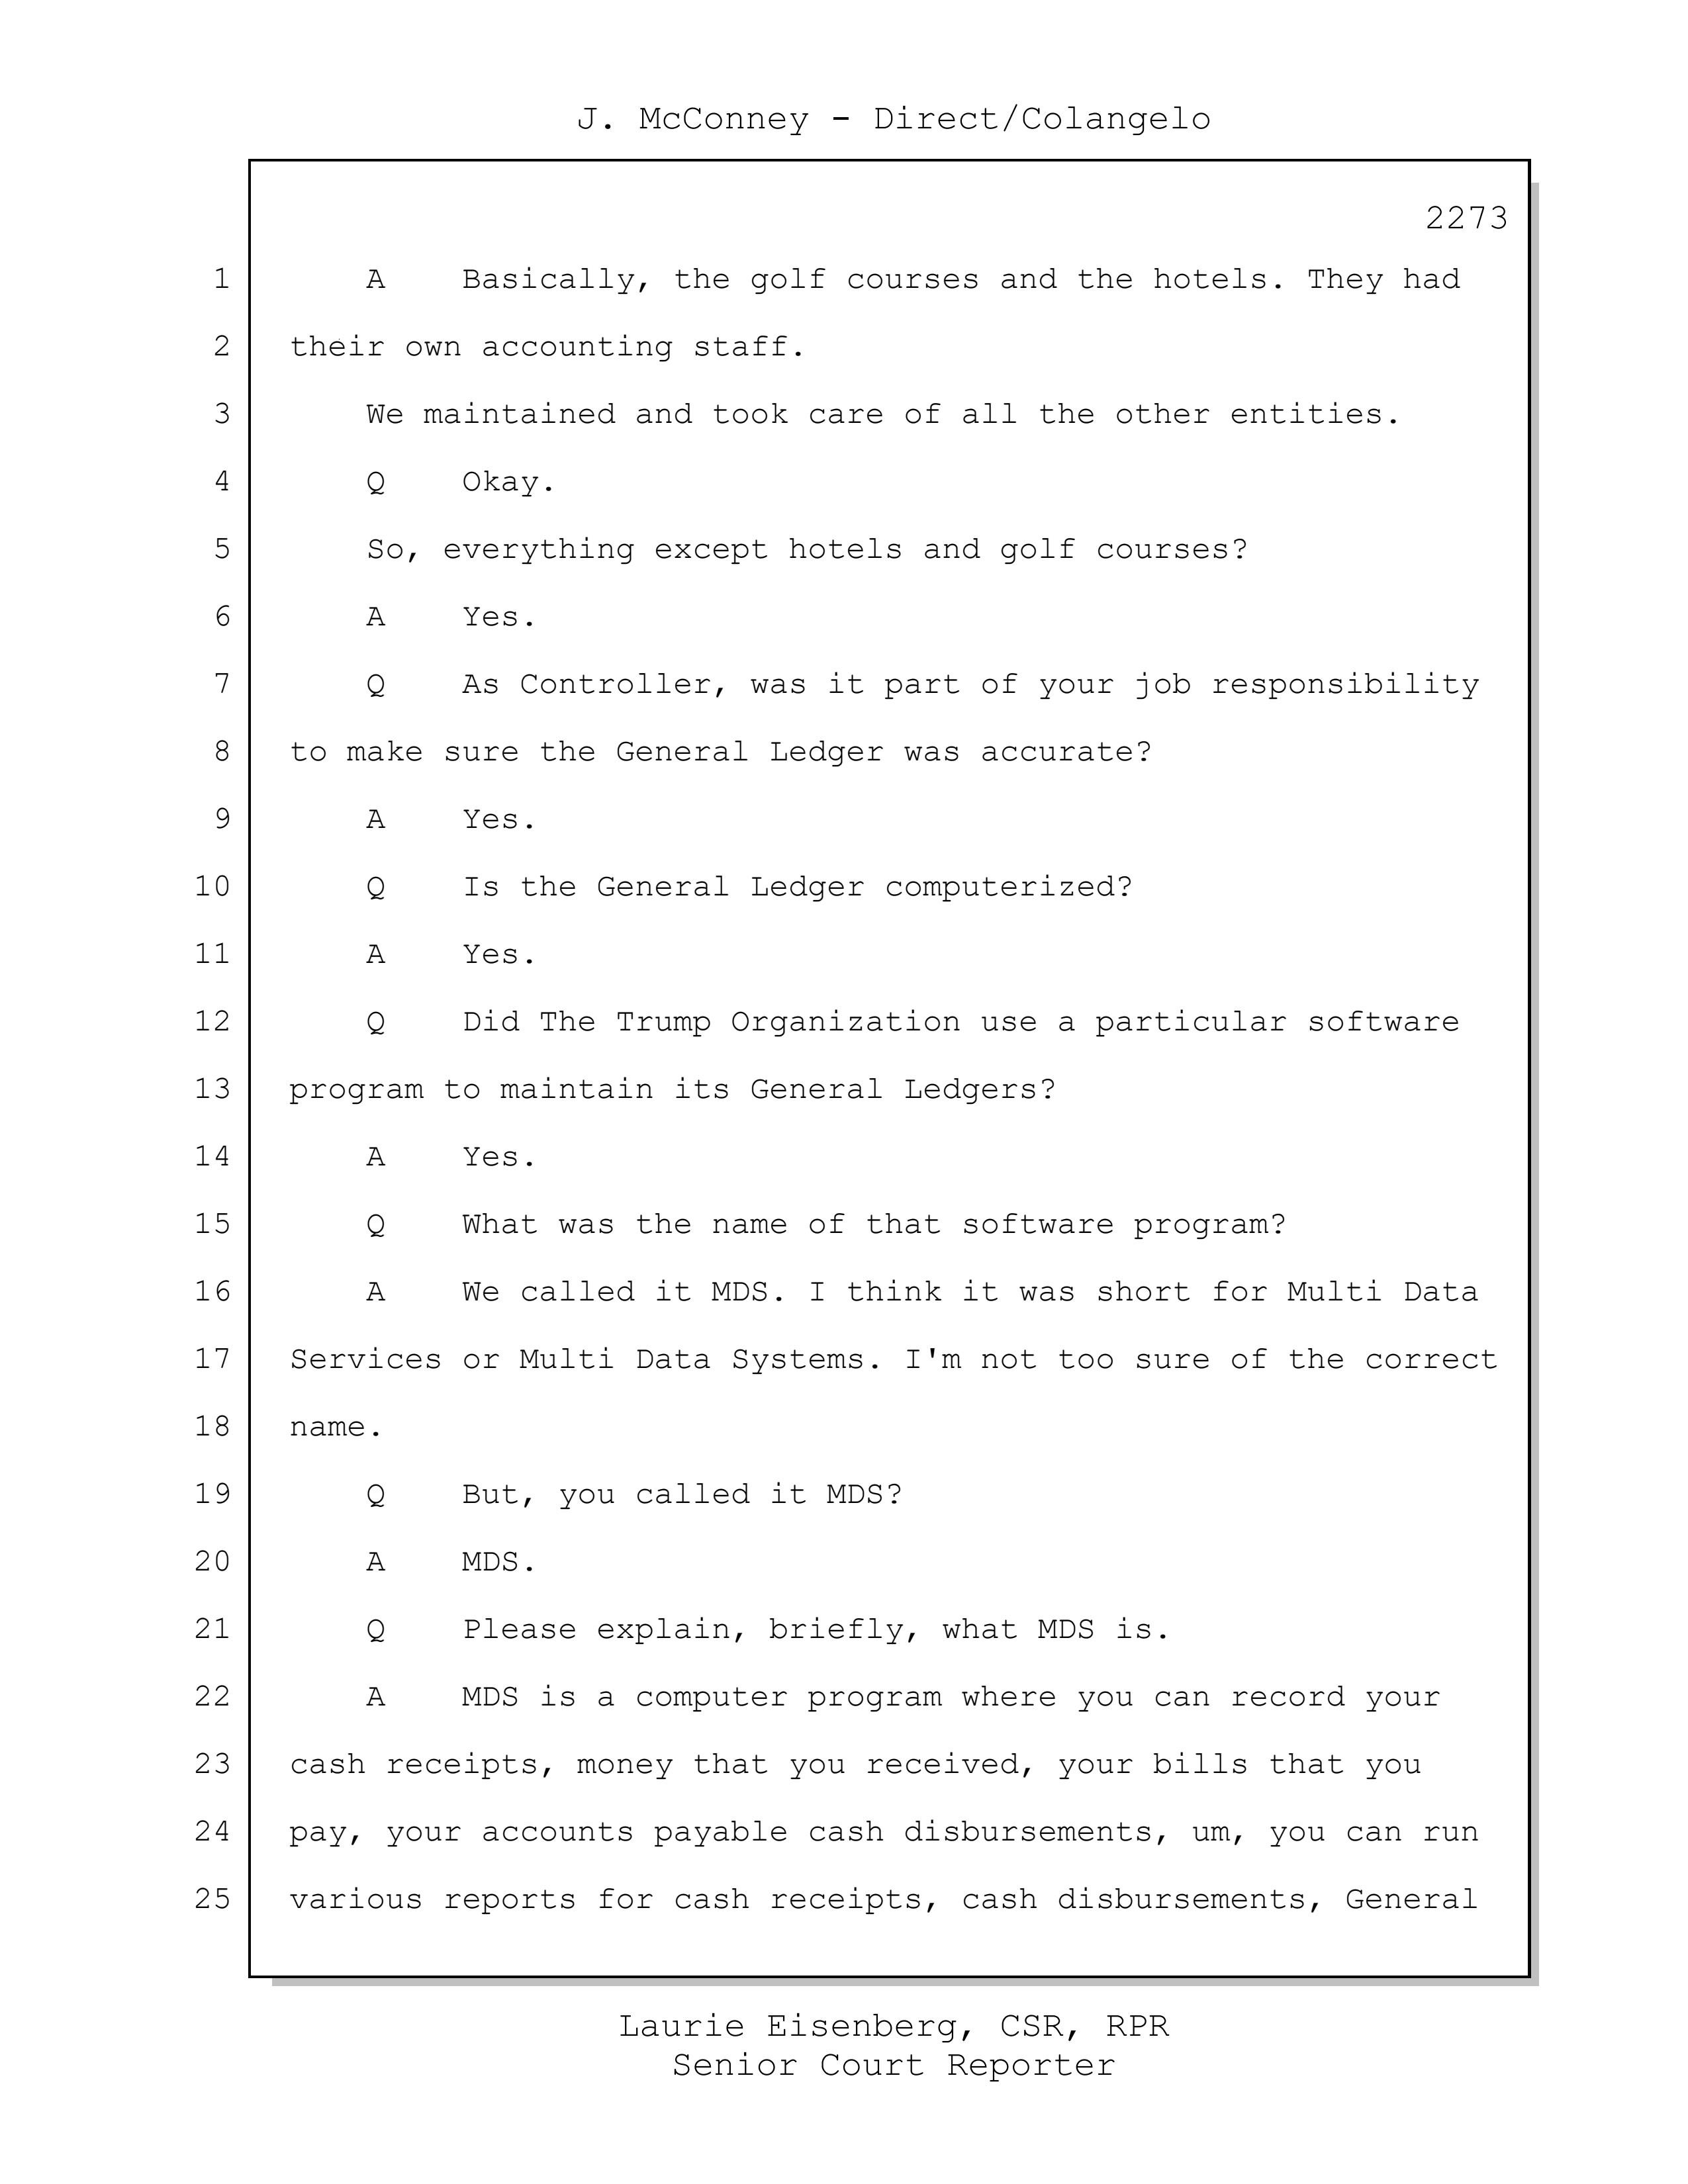 J. McConney - Direct/Colangelo
2273
1 A Basically, the golf courses and the hotels. They had
2 their own accounting staff.
3 We maintained and took care of all the other entities.
4 Q Okay.
5 So, everything except hotels and golf courses?
6 A Yes.
7 Q As Controller, was it part of your job responsibility
8 to make sure the General Ledger was accurate?
9 A Yes.
10 Q Is the General Ledger computerized?
11 A Yes.
12 Q Did The Trump Organization use a particular software
13 program to maintain its General Ledgers?
14 A Yes.
15 Q What was the name of that software program?
16 A We called it MDS. I think it was short for Multi Data
17 Services or Multi Data Systems. I'm not too sure of the correct
18 name.
19 Q But, you called it MDS?
20 A MDS.
21 Q Please explain, briefly, what MDS is.
22 A MDS is a computer program where you can record your
23 cash receipts, money that you received, your bills that you
24 pay, your accounts payable cash disbursements, um, you can run
25 various reports for cash receipts, cash disbursements, General
Laurie Eisenberg, CSR, RPR
Senior Court Reporter